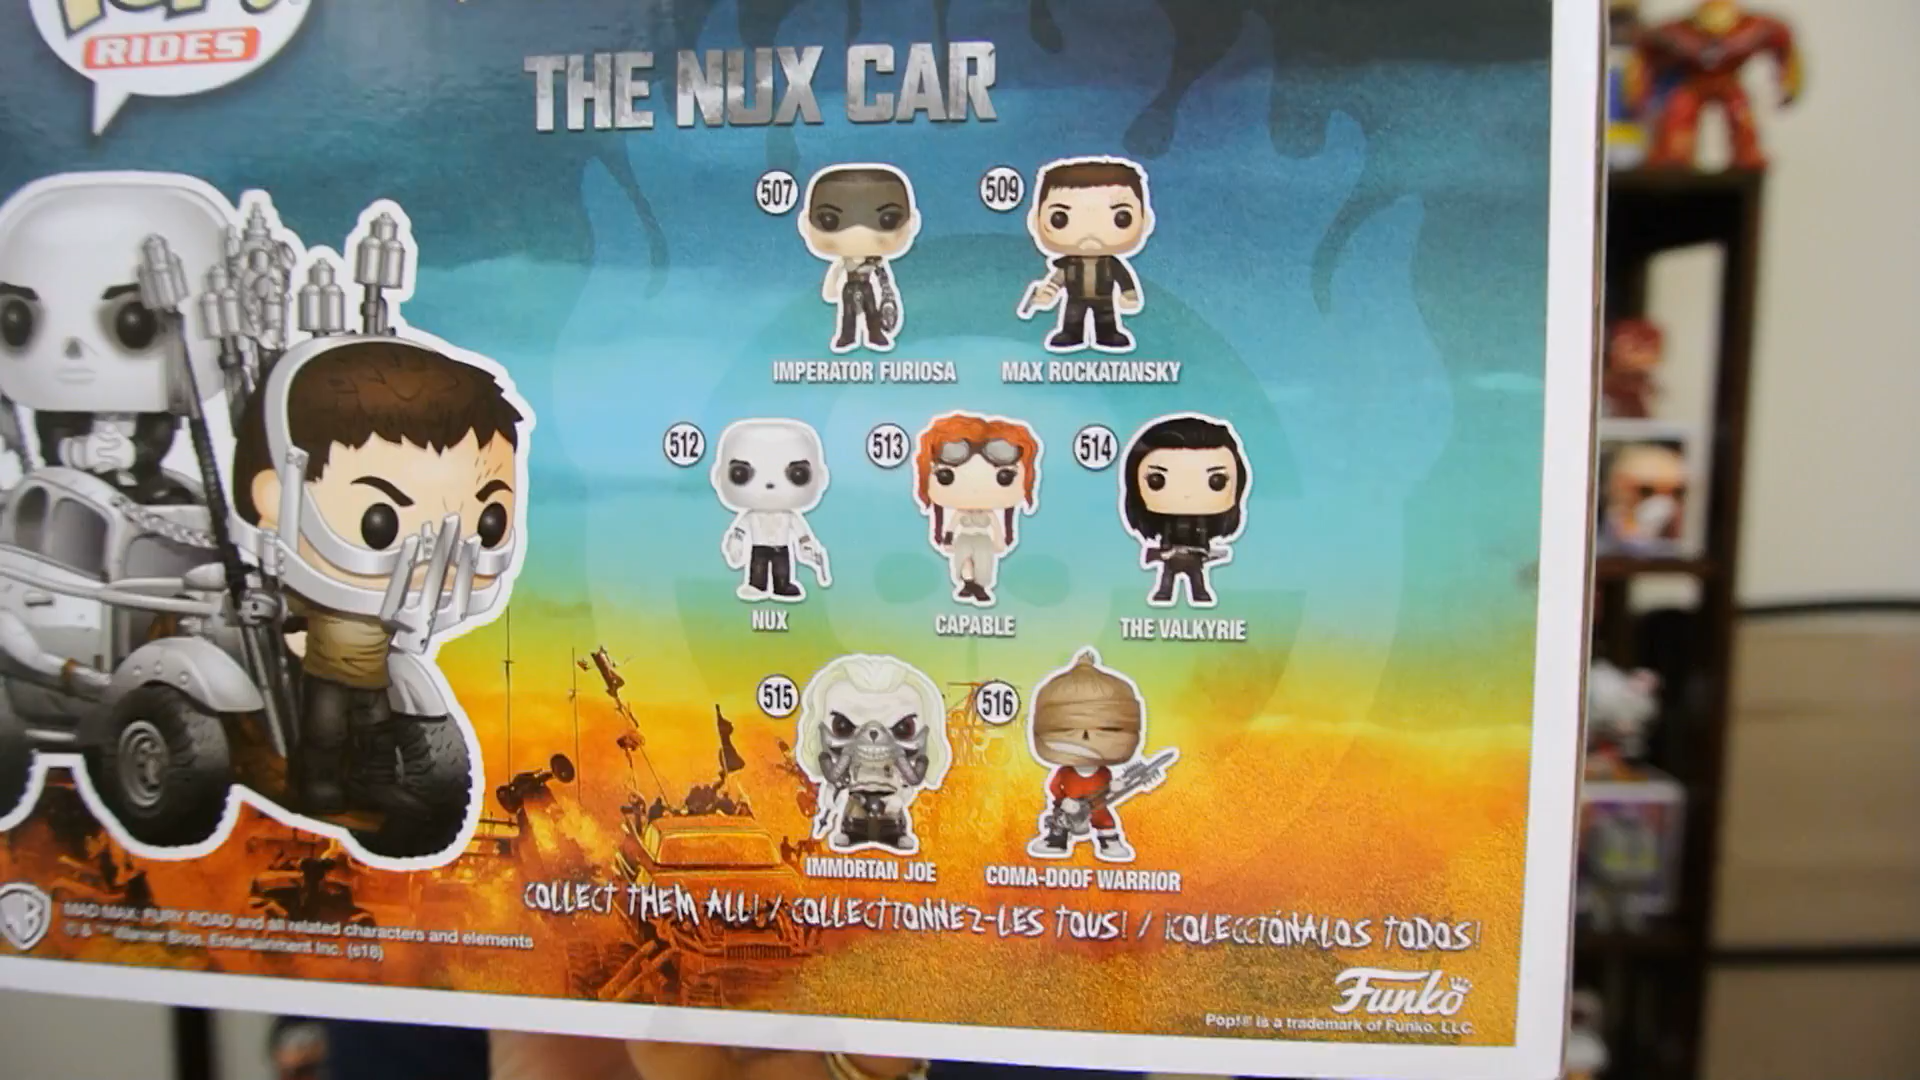 RIDES
THE NUX CAR
507
509
IMPERATOR FURIOSA
MAX ROCKATANSKY
512
513
514
NUX
CAPABLE
THE VALKYRIE
515
516
IMMORTAN JOE
COMA-DOOF WARRIOR
COLLECT THEM ALL! / COLLECTIONNEZ-LES TOUS! / ¡COLECCIÓNALOS TODOS!
WB
MAD MAX: FURY ROAD and all related characters and elements
© & ™ Warner Bros. Entertainment Inc. (s18)
Funko
Pop!® is a trademark of Funko, LLC